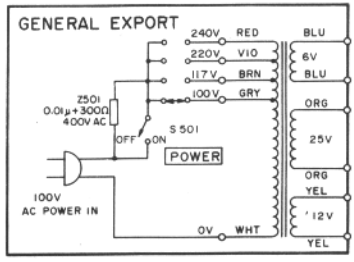 GENERAL EXPORT
240V RED
BLU
220V VIO
6V
117V BRN
BLU
100V GRY
Z501
0.01μ+300Ω
400V AC
ORG
OFF
S501
ON
25V
POWER
ORG
100V
AC POWER IN
YEL
12V
0V WHT
YEL